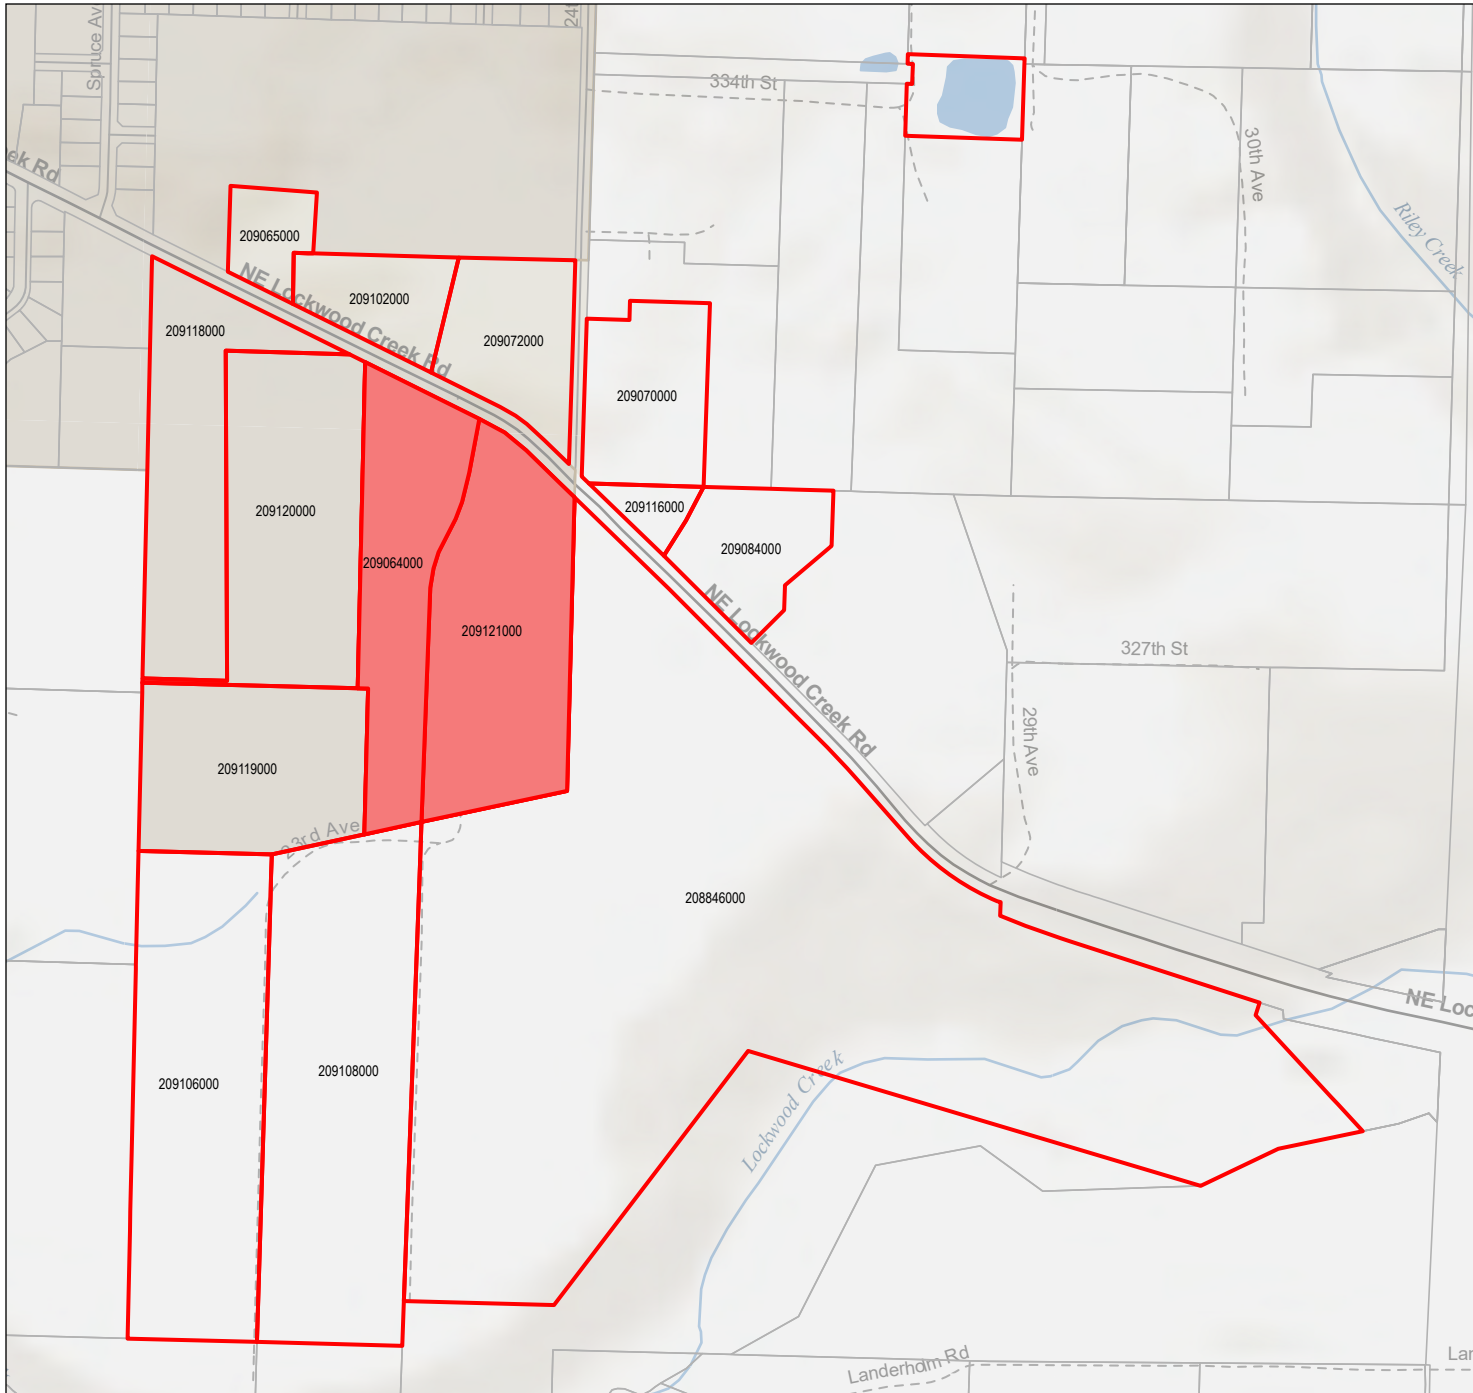 Spruce Av
24t
334th St
30th Ave
Riley Creek
ek Rd
209065000
NE Lockwood Creek Rd
209102000
209118000
209072000
209070000
209120000
209116000
209084000
209064000
209121000
NE Lockwood Creek Rd
327th St
29th Ave
209119000
23rd Ave
208846000
NE Loc
209106000
209108000
Lockwood Creek
Landerholm Rd
Lan